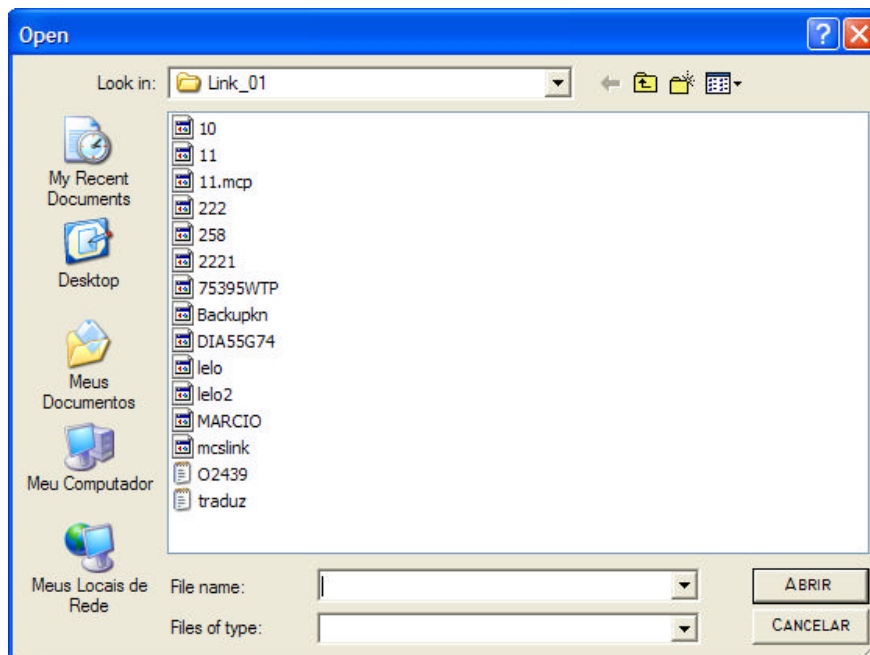 Open
Look in:
Link_01
My Recent
Documents
Desktop
Meus
Documentos
Meu Computador
Meus Locais de
Rede
10
11
11.mcp
222
258
2221
75395WTP
Backupkn
DIA55G74
lelo
lelo2
MARCIO
mcslink
O2439
traduz
File name:
ABRIR
Files of type:
CANCELAR